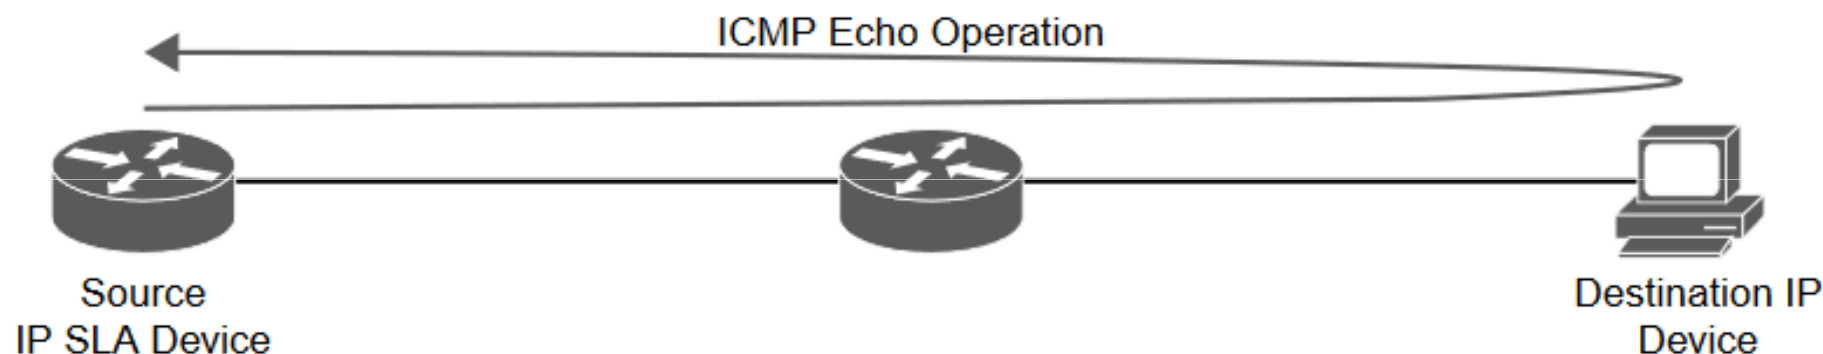 ICMP Echo Operation
Source
IP SLA Device
Destination IP
Device